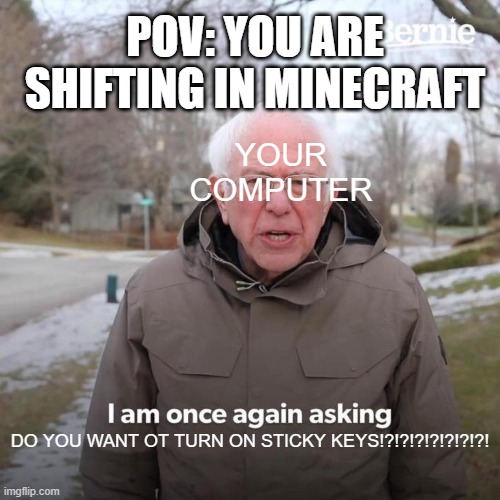 Bernie
POV: YOU ARE
SHIFTING IN MINECRAFT
YOUR
COMPUTER
I am once again asking
DO YOU WANT OT TURN ON STICKY KEYS!?!?!?!?!?!?!?!
imgflip.com